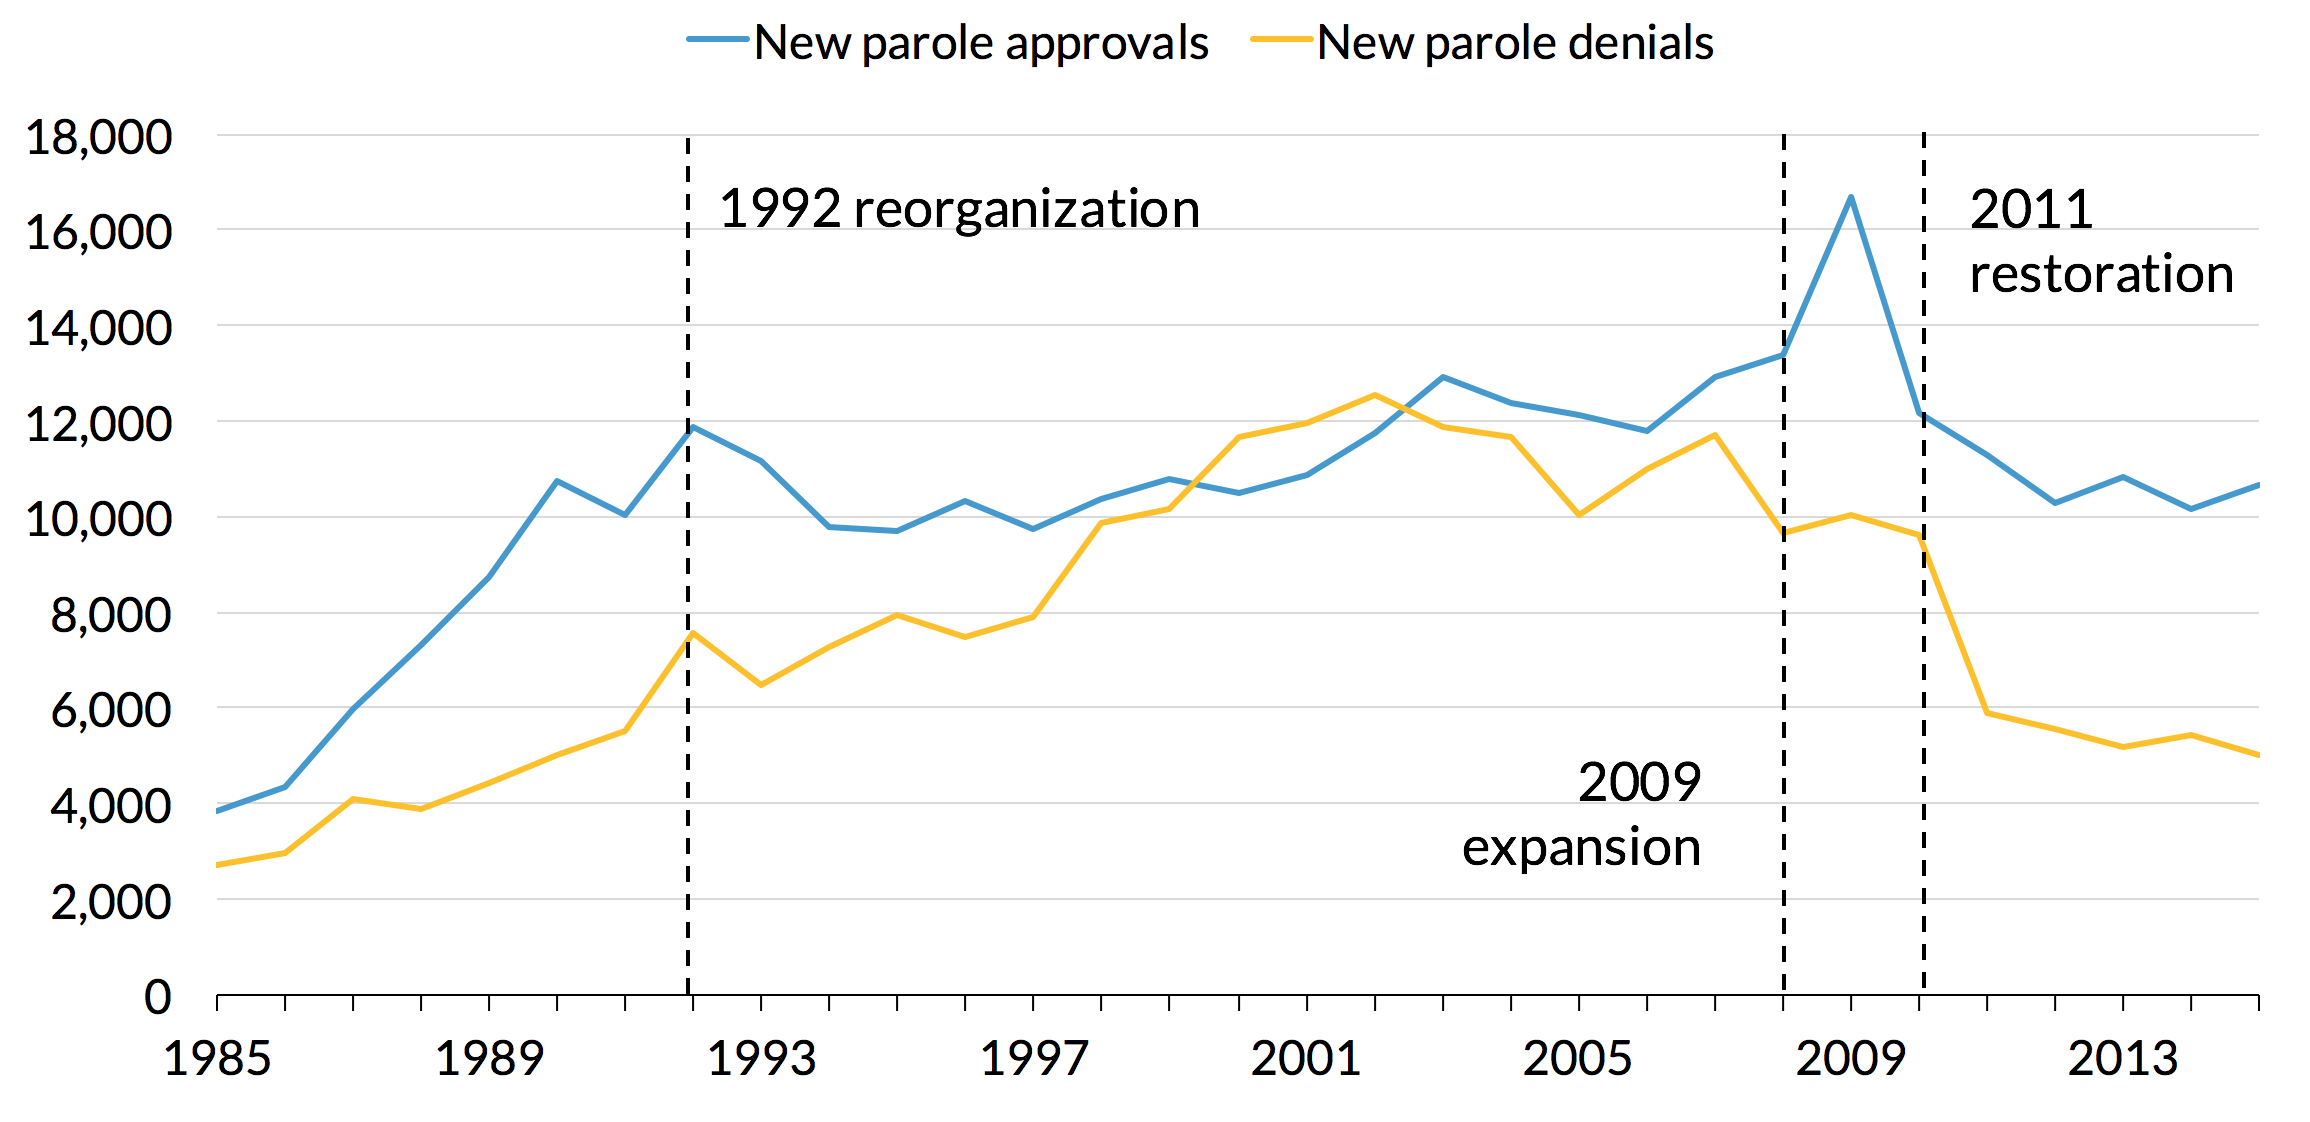 New parole approvals New parole denials
18,000
16,000
14,000
12,000
10,000
8,000
6,000
4,000
2,000
0
1992 reorganization
2011
restoration
2009
expansion
1985 1989 1993 1997 2001 2005 2009 2013